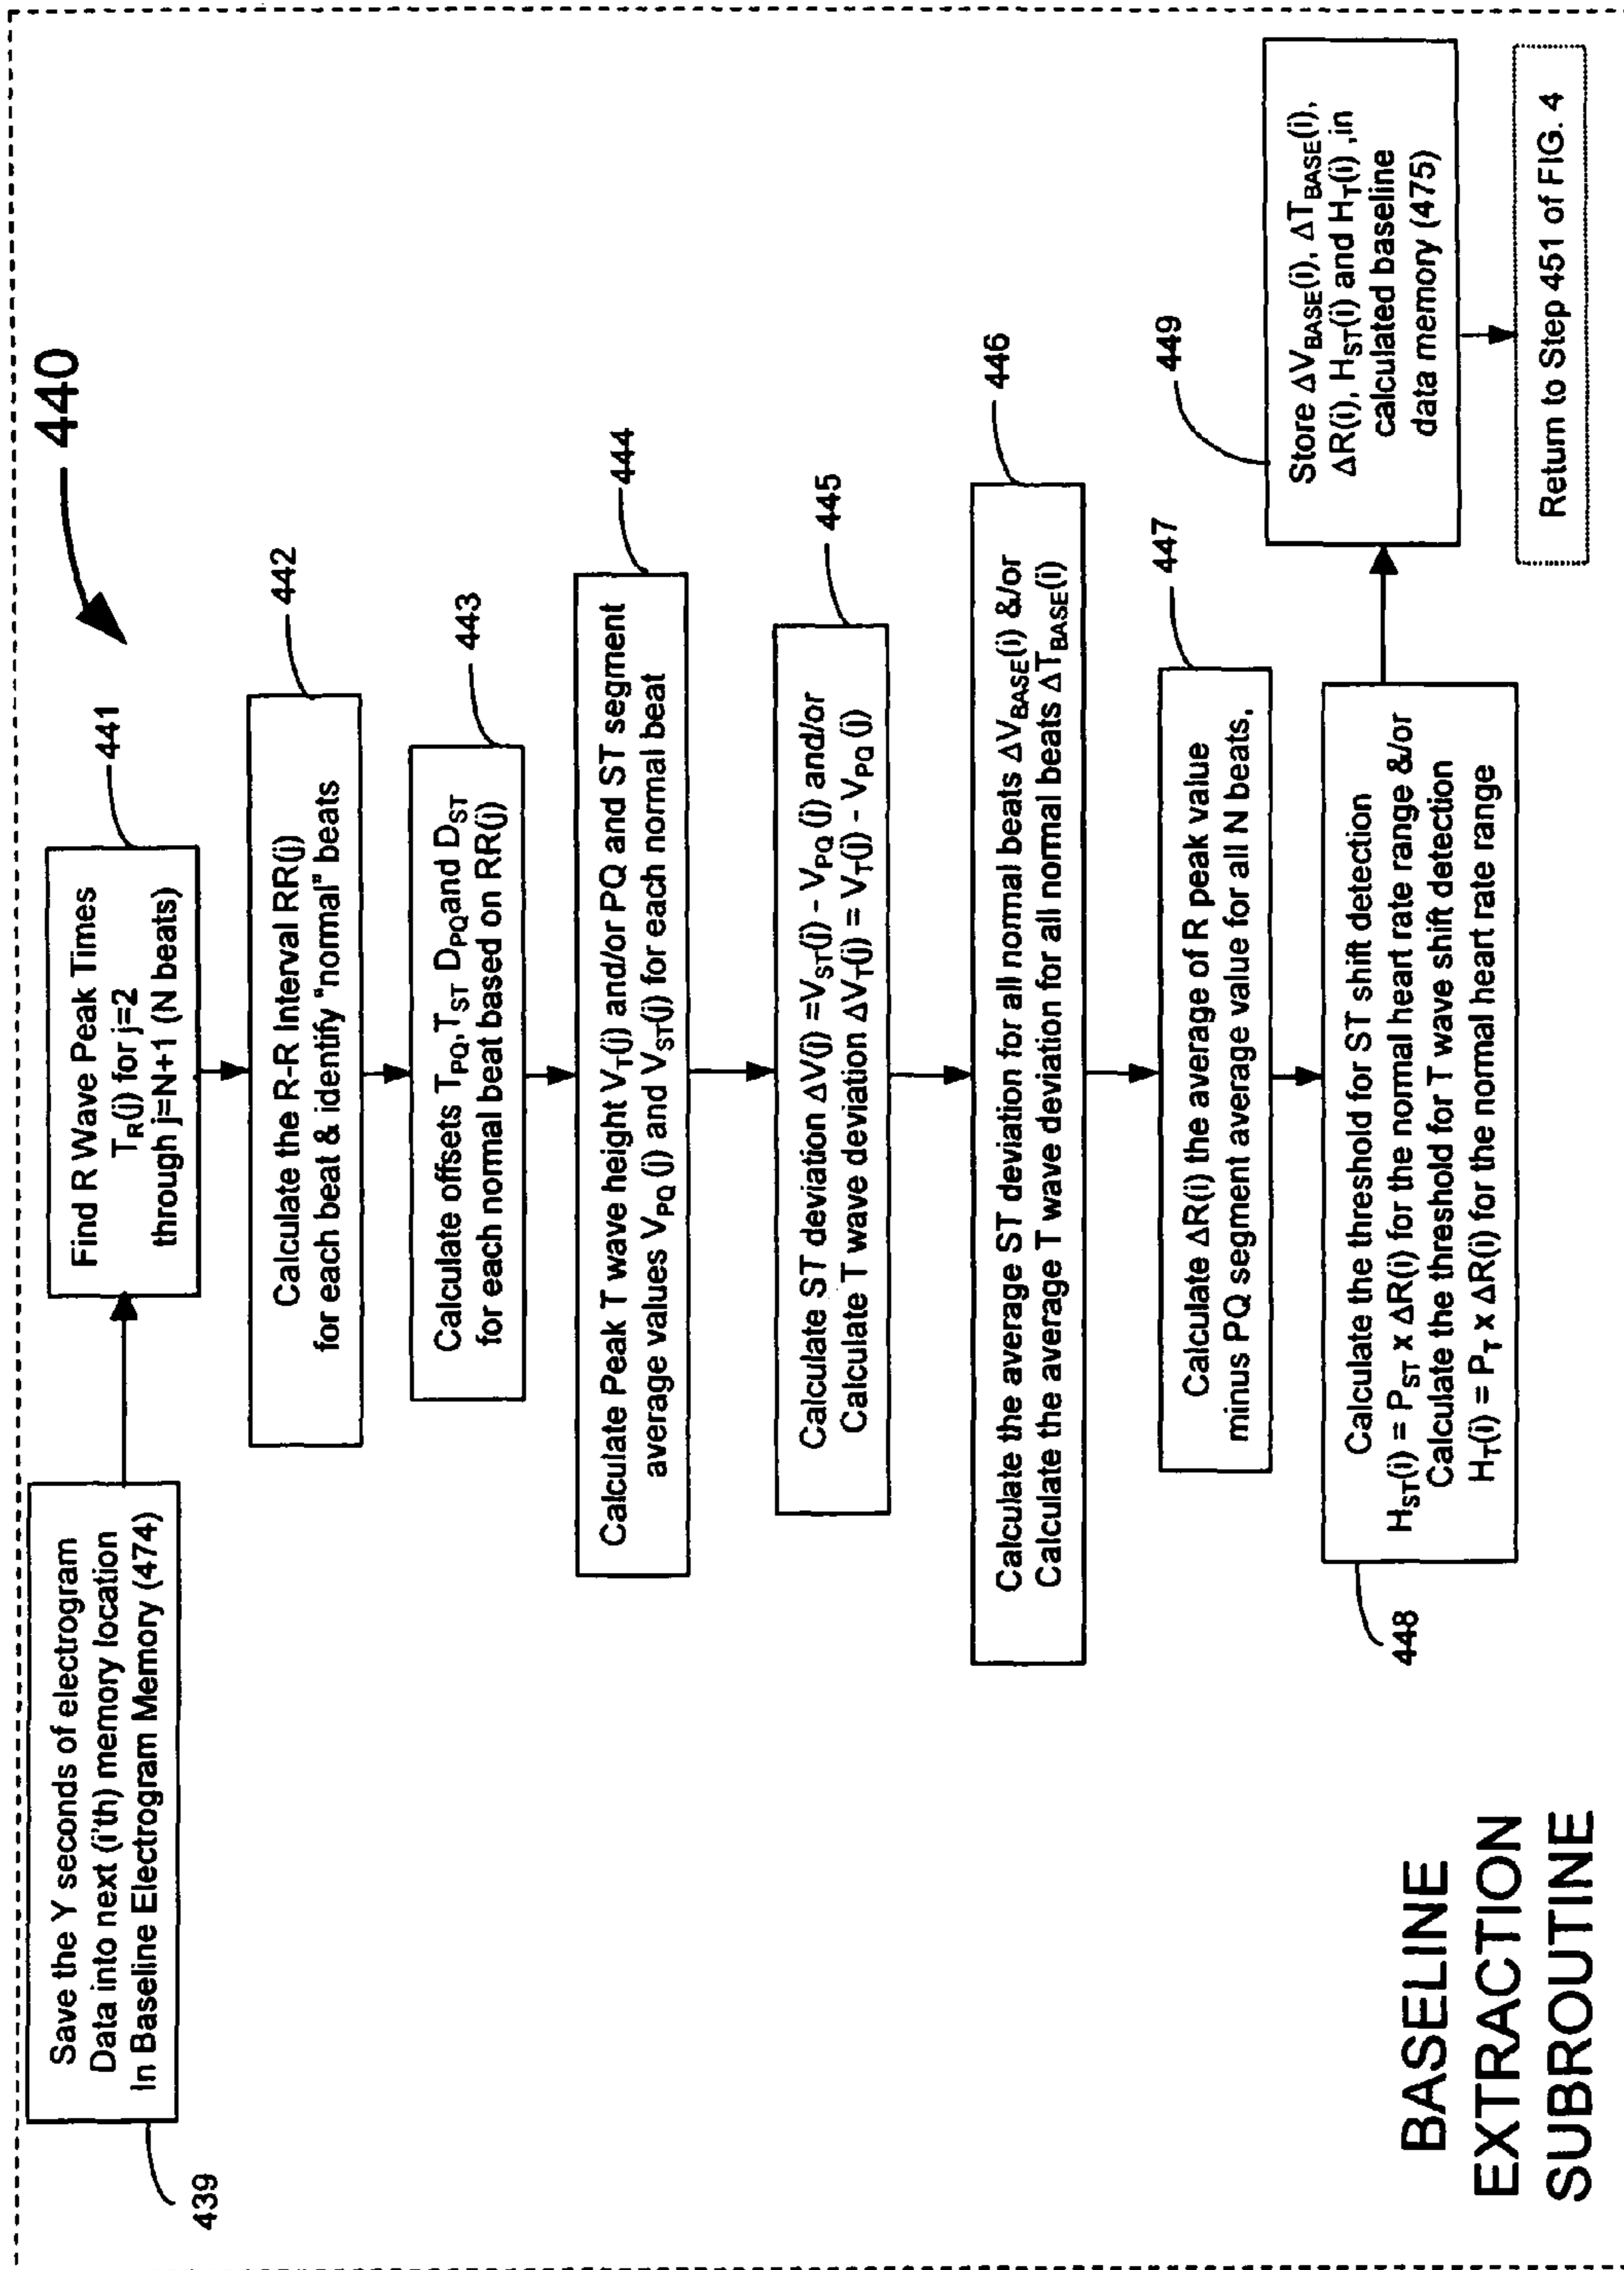 440
439
Save the Y seconds of electrogram
Data into next (i'th) memory location
In Baseline Electrogram Memory (474)
441
Find R Wave Peak Times
T_R(j) for j=2
through j=N+1 (N beats)
442
Calculate the R-R Interval RR(j)
for each beat & identify "normal" beats
443
Calculate offsets T_PQ, T_ST D_PQ and D_ST
for each normal beat based on RR(j)
444
Calculate Peak T wave height V_T(j) and/or PQ and ST segment
average values V_PQ (j) and V_ST(j) for each normal beat
445
Calculate ST deviation ΔV(j) =V_ST(j) - V_PQ (j) and/or
Calculate T wave deviation ΔV_T(j) = V_T(j) - V_PQ (j)
446
Calculate the average ST deviation for all normal beats ΔV_BASE(i) &/or
Calculate the average T wave deviation for all normal beats ΔT_BASE(i)
447
Calculate ΔR(i) the average of R peak value
minus PQ segment average value for all N beats,
448
Calculate the threshold for ST shift detection
H_ST(i) = P_ST x ΔR(i) for the normal heart rate range &/or
Calculate the threshold for T wave shift detection
H_T(i) = P_T x ΔR(i) for the normal heart rate range
449
Store ΔV_BASE(i), ΔT_BASE(i),
ΔR(i), H_ST(i) and H_T(i) ,in
calculated baseline
data memory (475)
Return to Step 451 of FIG. 4
BASELINE
EXTRACTION
SUBROUTINE